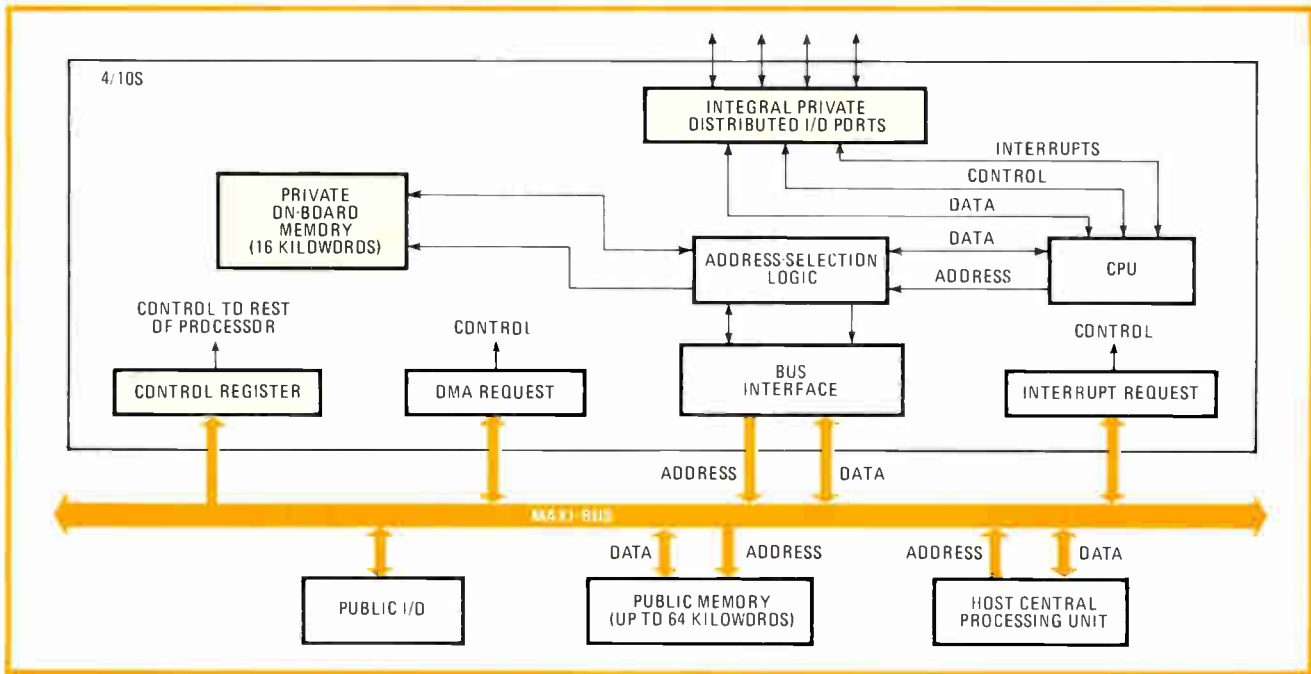 4/10S
INTEGRAL PRIVATE
DISTRIBUTED I/O PORTS
INTERRUPTS
CONTROL
DATA
PRIVATE
ON-BOARD
MEMORY
(16 KILOWORDS)
ADDRESS-SELECTION
LOGIC
DATA
ADDRESS
CPU
CONTROL TO REST
OF PROCESSOR
CONTROL
CONTROL
CONTROL REGISTER
DMA REQUEST
BUS
INTERFACE
INTERRUPT REQUEST
ADDRESS
DATA
MAXI-BUS
DATA
ADDRESS
ADDRESS
DATA
PUBLIC I/O
PUBLIC MEMORY
(UP TO 64 KILOWORDS)
HOST CENTRAL
PROCESSING UNIT